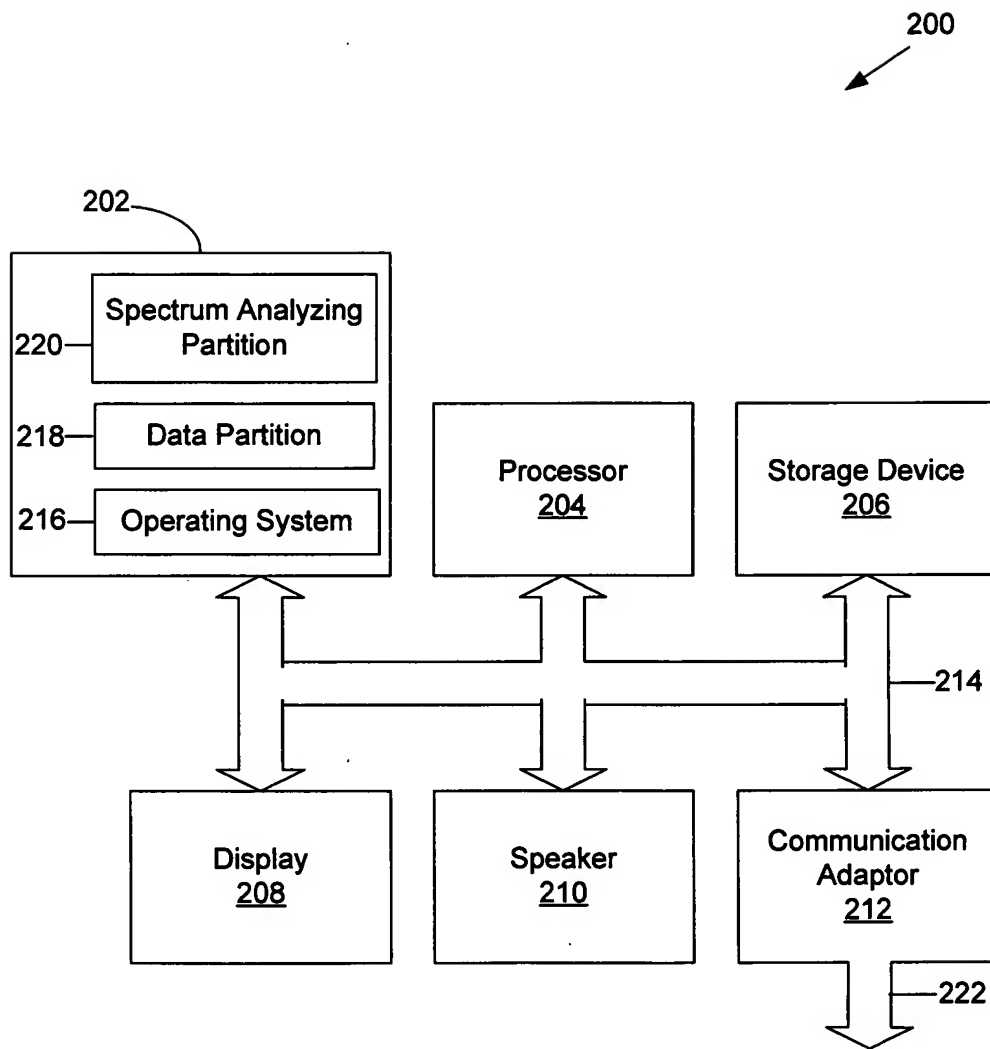 200
202
Spectrum Analyzing
Partition
220
218
Data Partition
216
Operating System
Processor
204
Storage Device
206
214
Display
208
Speaker
210
Communication
Adaptor
212
222